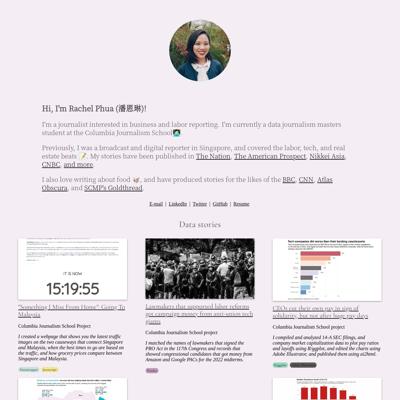 Hi, I'm Rachel Phua (潘恩琳)!
I'm a journalist interested in business and labor reporting. I'm currently a data journalism masters
student at the Columbia Journalism School
Previously, I was a broadcast and digital reporter in Singapore, and covered the labor, tech, and real
estate beats. My stories have been published in The Nation, The American Prospect, Nikkei Asia,
CNBC, and more.
I also love writing about food, and have produced stories for the likes of the BBC, CNN, Atlas
Obscura, and SCMP's Goldthread.
E-mail | LinkedIn | Twitter | GitHub | Resume
Data stories
IT IS NOW
15:19:55
"Something I Miss From Home": Going To
Malaysia
Columbia Journalism School Project
I created a webpage that shows you the latest traffic
images on the two causeways that connect Singapore
and Malaysia, when the best times to go are based on
the traffic, and how grocery prices compare between
Singapore and Malaysia.
Lawmakers that supported labor reforms
got campaign money from anti-union tech
giants
Columbia Journalism School project
I matched the names of lawmakers that signed the
PRO Act in the 117th Congress and records that
showed congressional candidates that got money from
Amazon and Google PACs for the 2022 midterms.
Tech companies did worse than their banking counterparts
CEOs cut their own pay in sign of
solidarity, but not after huge pay days
Columbia Journalism School project
I compiled and analyzed 14-A SEC filings, and
company market capitalization data to plot pay ratios
and layoffs using R/ggplot, and edited the charts using
Adobe Illustrator, and published them using ai2html.